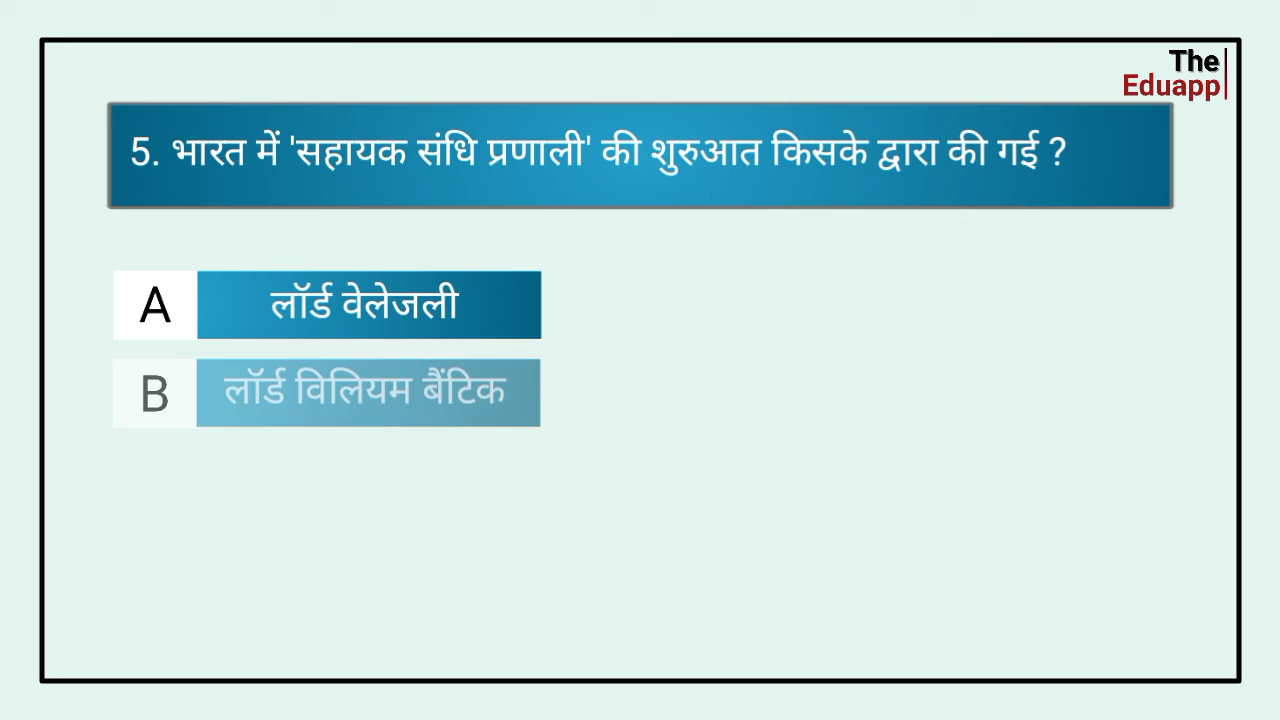 The
Eduapp
5. भारत में 'सहायक संधि प्रणाली' की शुरुआत किसके द्वारा की गई ?
A लॉर्ड वेलेजली
B लॉर्ड विलियम बैंटिक